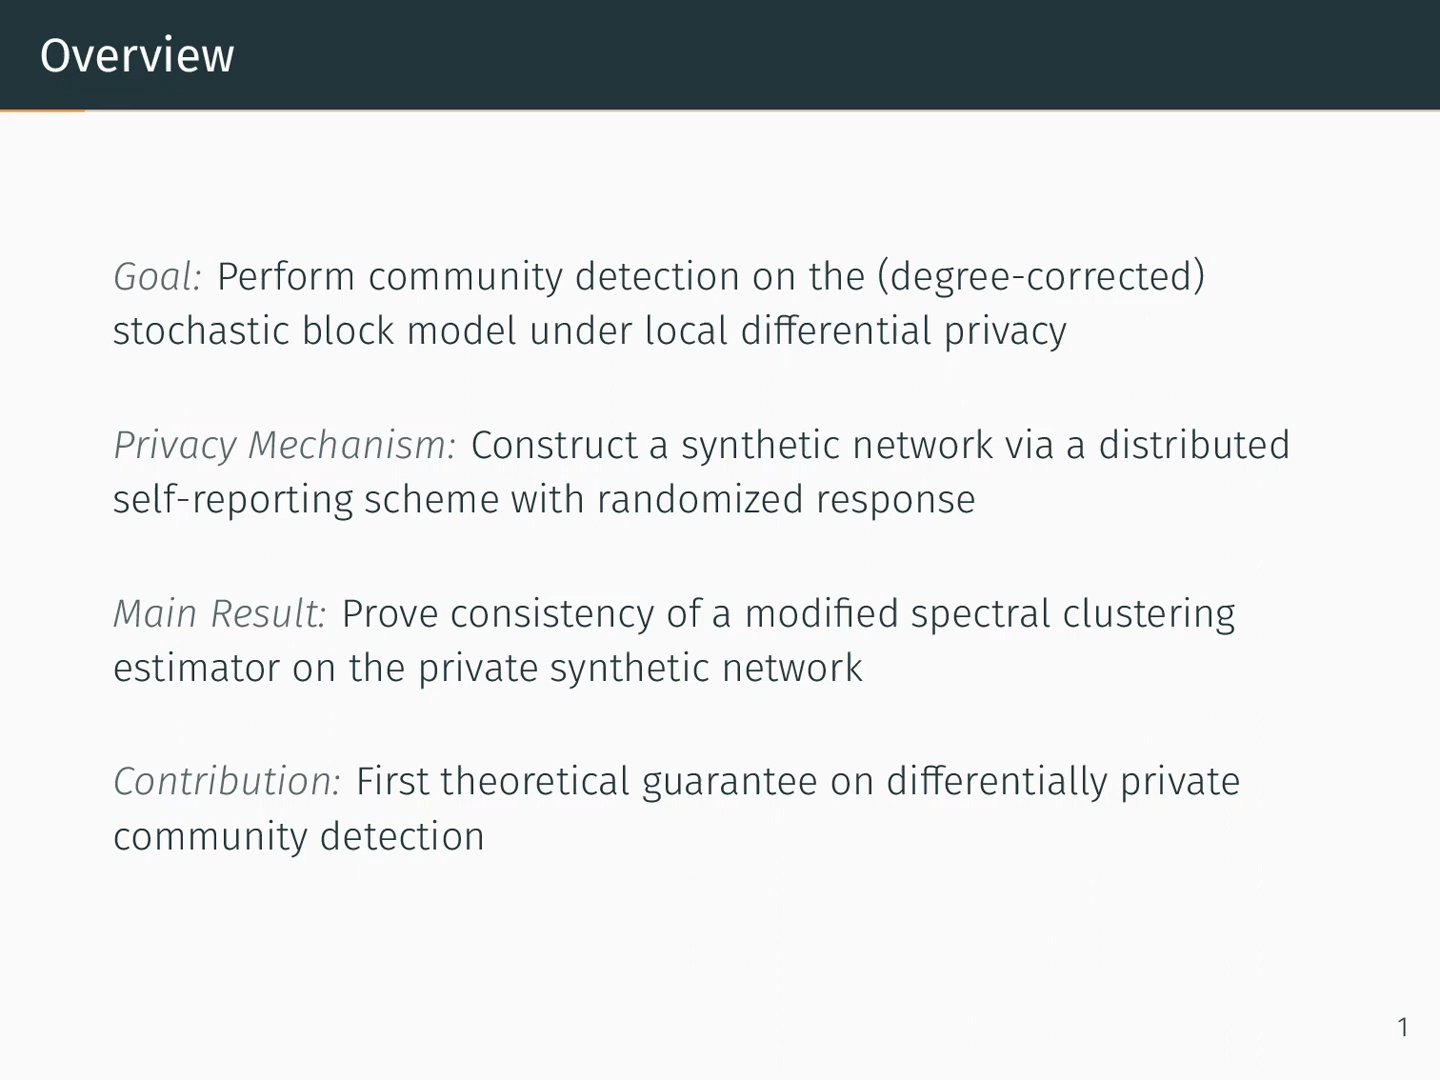 Overview
Goal: Perform community detection on the (degree-corrected)
stochastic block model under local differential privacy
Privacy Mechanism: Construct a synthetic network via a distributed
self-reporting scheme with randomized response
Main Result: Prove consistency of a modified spectral clustering
estimator on the private synthetic network
Contribution: First theoretical guarantee on differentially private
community detection
1